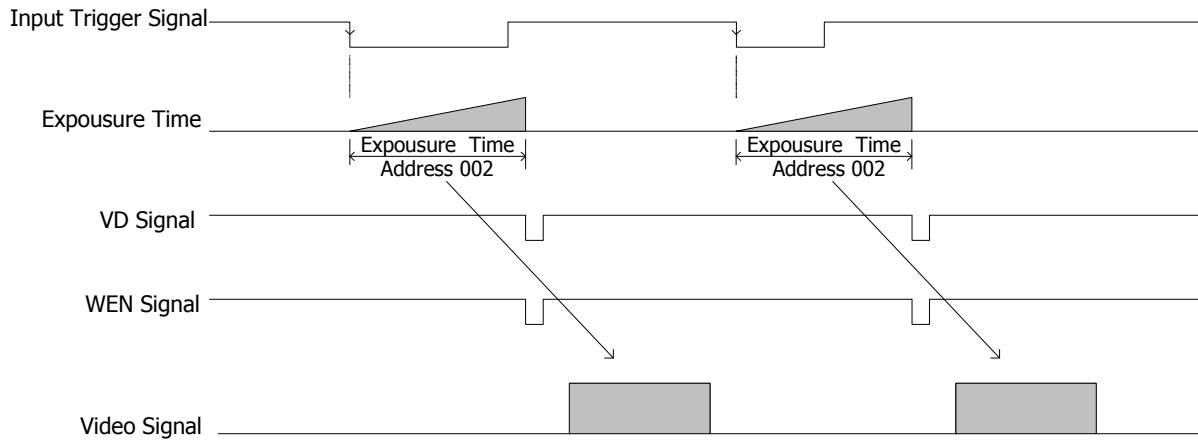 Input Trigger Signal
Expousure Time
Expousure Time
Address 002
Expousure Time
Address 002
VD Signal
WEN Signal
Video Signal